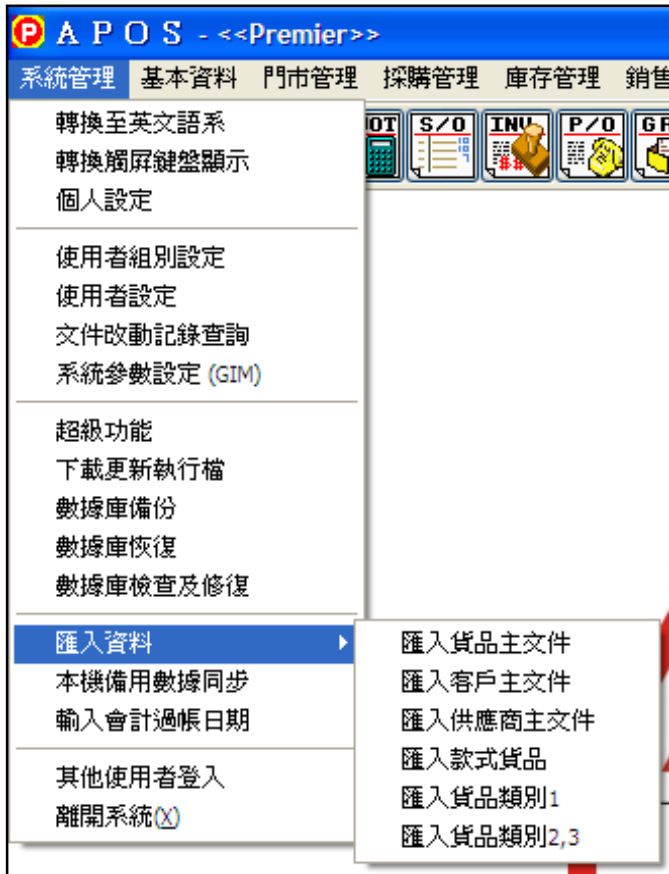 P A P O S - <<Premier>>
系統管理 基本資料 門市管理 採購管理 庫存管理 銷售
轉換至英文語系
轉換觸屏鍵盤顯示
個人設定
OT S/O INV P/O GR
##
使用者組別設定
使用者設定
文件改動記錄查詢
系統參數設定 (GIM)
超級功能
下載更新執行檔
數據庫備份
數據庫恢復
數據庫檢查及修復
匯入資料
本機備用數據同步
輸入會計過帳日期
其他使用者登入
離開系統(X)
匯入貨品主文件
匯入客戶主文件
匯入供應商主文件
匯入款式貨品
匯入貨品類別1
匯入貨品類別2,3